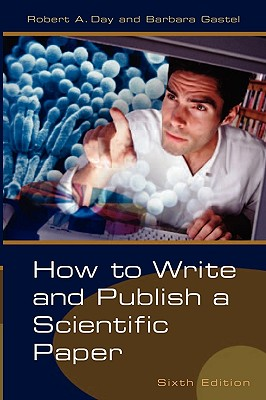 Robert A. Day and Barbara Gastel
How to Write
and Publish a
Scientific
Paper
Sixth Edition